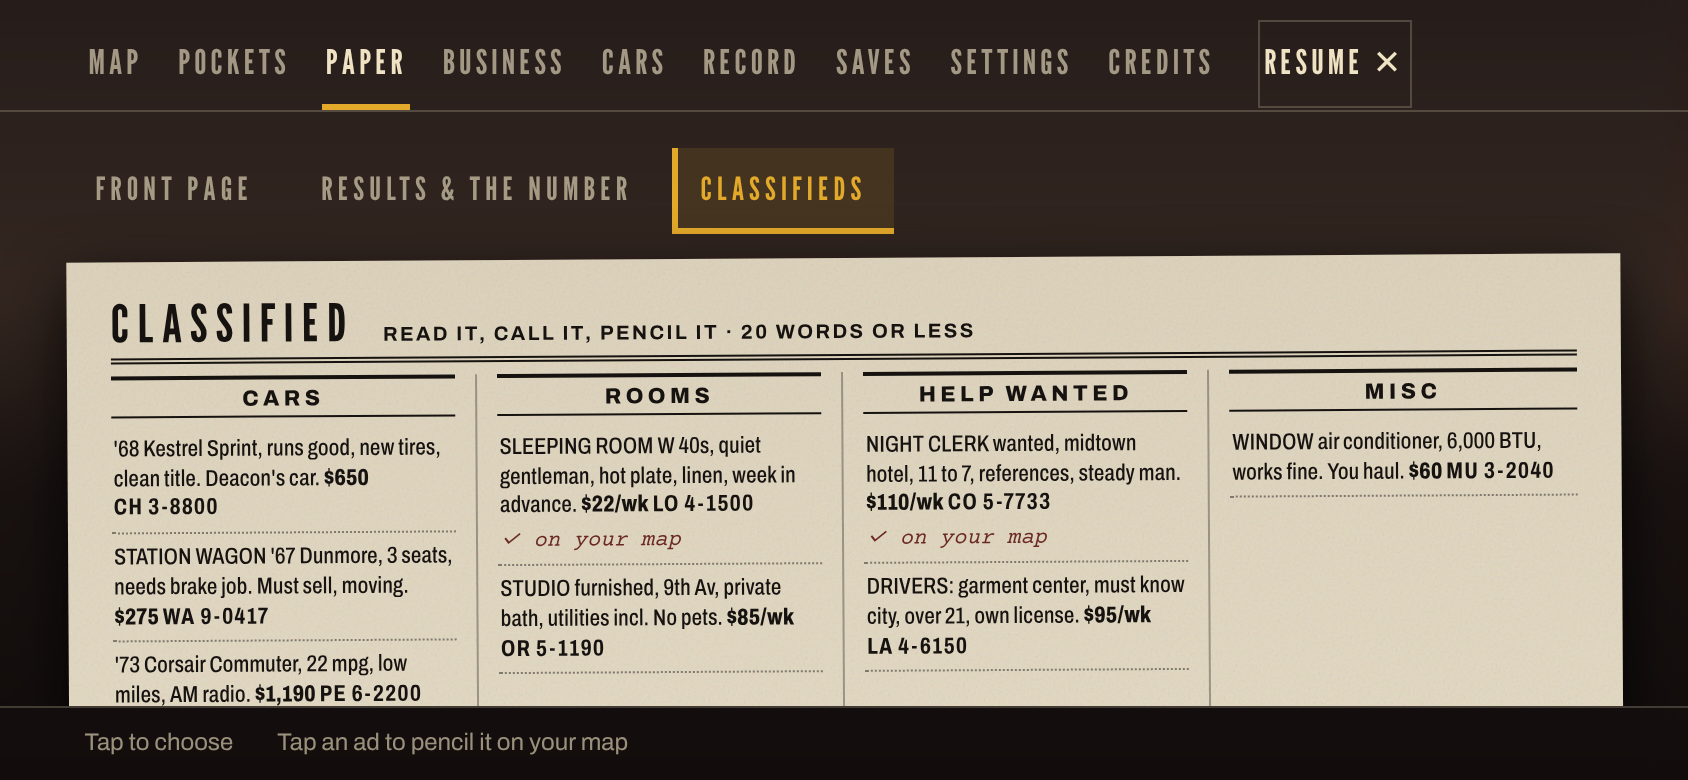 MAP POCKETS PAPER BUSINESS CARS RECORD SAVES SETTINGS CREDITS RESUME ✕
FRONT PAGE RESULTS & THE NUMBER CLASSIFIEDS
CLASSIFIED READ IT, CALL IT, PENCIL IT · 20 WORDS OR LESS
CARS
'68 Kestrel Sprint, runs good, new tires,
clean title. Deacon's car. $650
CH 3-8800
STATION WAGON '67 Dunmore, 3 seats,
needs brake job. Must sell, moving.
$275 WA 9-0417
'73 Corsair Commuter, 22 mpg, low
miles, AM radio. $1,190 PE 6-2200
ROOMS
SLEEPING ROOM W 40s, quiet
gentleman, hot plate, linen, week in
advance. $22/wk LO 4-1500
✓ on your map
STUDIO furnished, 9th Av, private
bath, utilities incl. No pets. $85/wk
OR 5-1190
HELP WANTED
NIGHT CLERK wanted, midtown
hotel, 11 to 7, references, steady man.
$110/wk CO 5-7733
✓ on your map
DRIVERS: garment center, must know
city, over 21, own license. $95/wk
LA 4-6150
MISC
WINDOW air conditioner, 6,000 BTU,
works fine. You haul. $60 MU 3-2040
Tap to choose Tap an ad to pencil it on your map